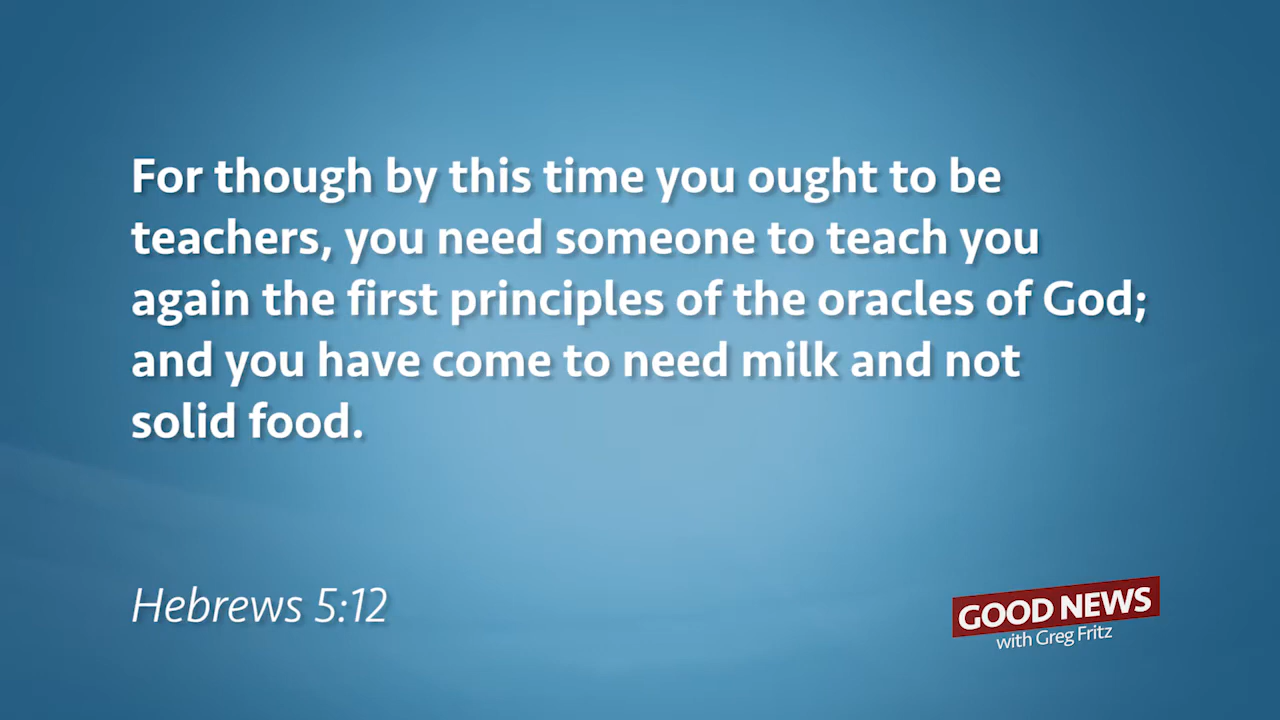 For though by this time you ought to be
teachers, you need someone to teach you
again the first principles of the oracles of God;
and you have come to need milk and not
solid food.
Hebrews 5:12
GOOD NEWS
with Greg Fritz